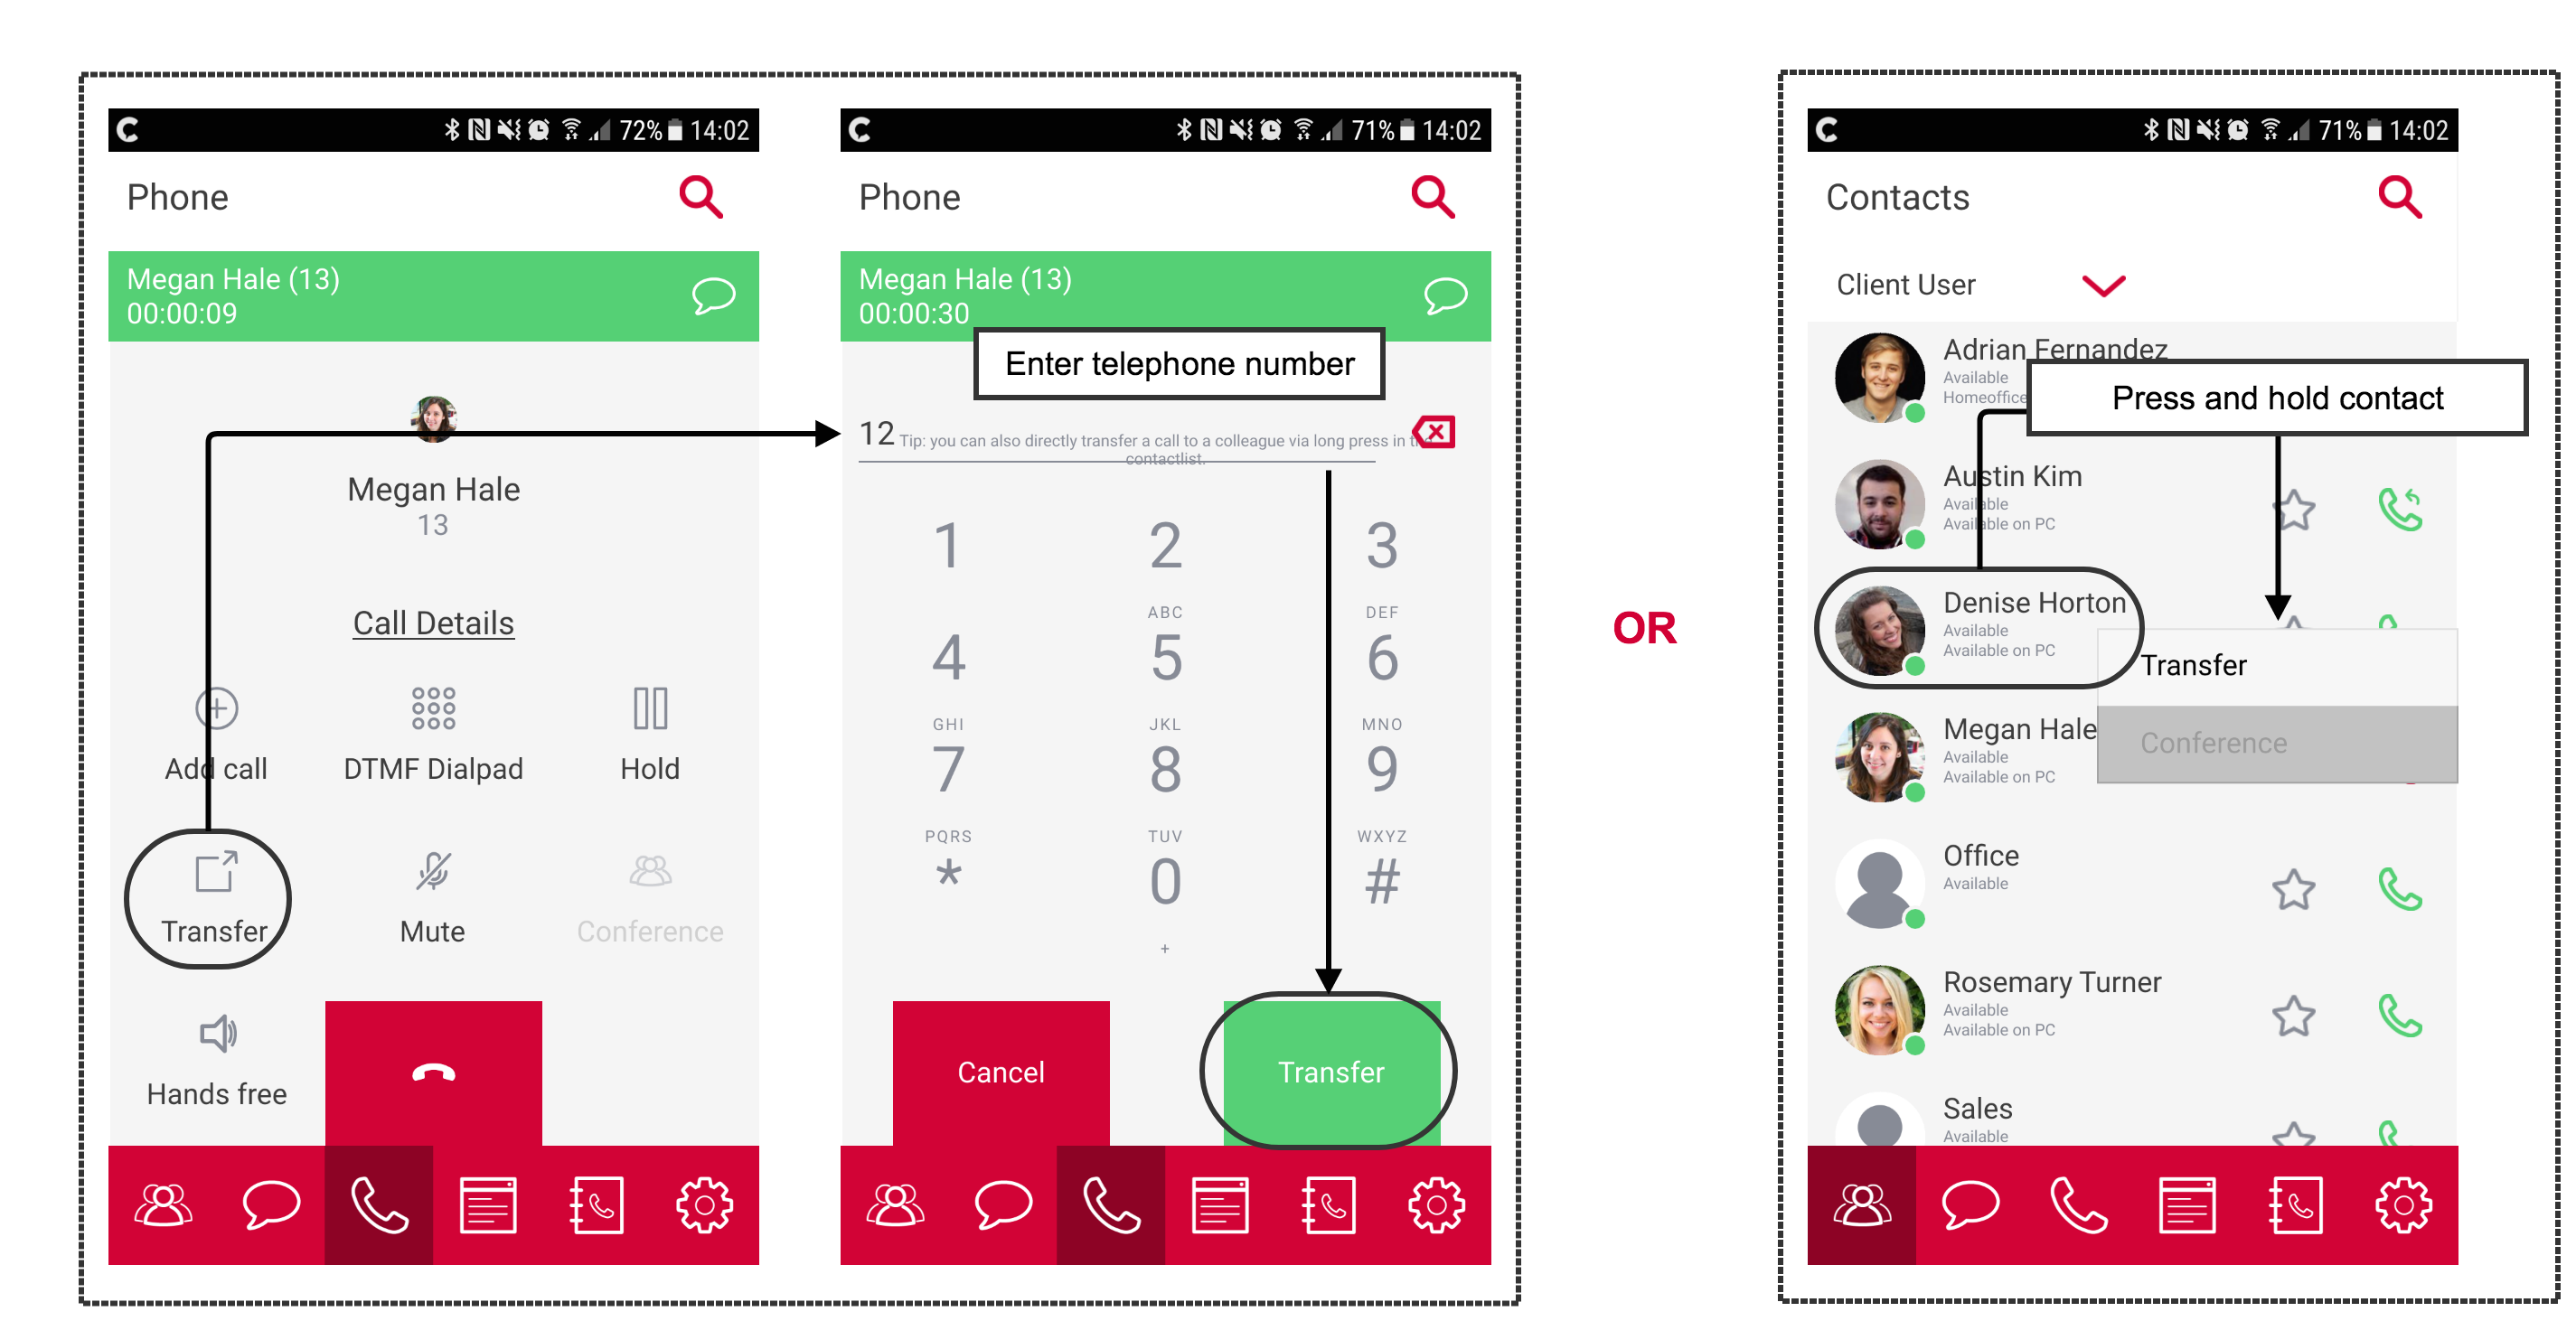 72% 14:02
Phone
Megan Hale (13)
00:00:09
Megan Hale
13
Call Details
Add call
DTMF Dialpad
Hold
Transfer
Mute
Conference
Hands free
71% 14:02
Phone
Megan Hale (13)
00:00:30
Enter telephone number
12 Tip: you can also directly transfer a call to a colleague via long press in the
contactlist.
1 2 3
ABC DEF
4 5 6
GHI JKL MNO
7 8 9
PQRS TUV WXYZ
* 0 #
+
Cancel
Transfer
OR
71% 14:02
Contacts
Client User
Adrian Fernandez
Available
Homeoffice
Press and hold contact
Austin Kim
Available
Available on PC
Denise Horton
Available
Available on PC
Transfer
Conference
Megan Hale
Available
Available on PC
Office
Available
Rosemary Turner
Available
Available on PC
Sales
Available